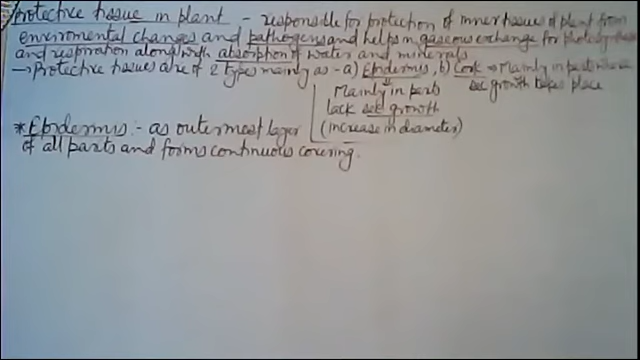 Protective tissue in plant - responsible for protection of inner tissues of plant from
enviromental changes and pathogens and helps in gaseous exchange for photosynthesis
and respiration along with absorption of water and minerals
→ Protective tissues are of 2 types mainly as - a) Epidermis, b) Cork → Mainly in parts where
sec growth takes place
Mainly in parts
lack sec growth
(increase in diameter)
*Epidermis :- as outermost layer
of all parts and forms continuous covering.